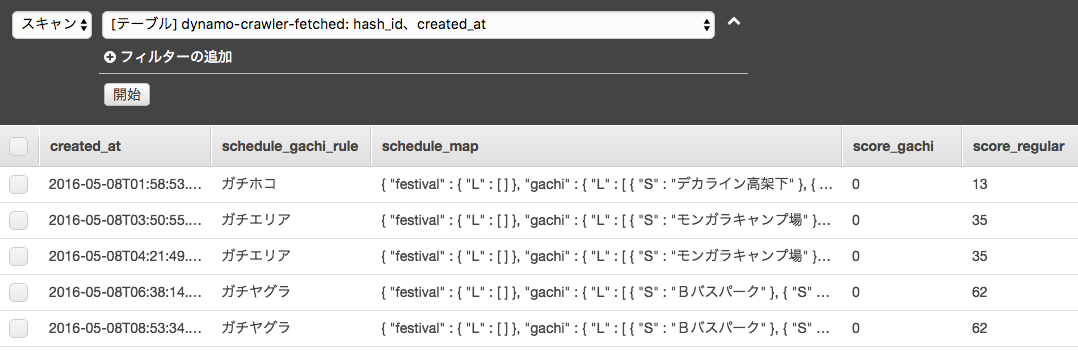 スキャン [テーブル] dynamo-crawler-fetched: hash_id、created_at
フィルターの追加
開始
created_at schedule_gachi_rule schedule_map score_gachi score_regular
2016-05-08T01:58:53.… ガチホコ { "festival" : { "L" : [ ] }, "gachi" : { "L" : [ { "S" : "デカライン高架下" }, { … 0 13
2016-05-08T03:50:55.… ガチエリア { "festival" : { "L" : [ ] }, "gachi" : { "L" : [ { "S" : "モンガラキャンプ場" }… 0 35
2016-05-08T04:21:49.… ガチエリア { "festival" : { "L" : [ ] }, "gachi" : { "L" : [ { "S" : "モンガラキャンプ場" }… 0 35
2016-05-08T06:38:14.… ガチヤグラ { "festival" : { "L" : [ ] }, "gachi" : { "L" : [ { "S" : "Ｂバスパーク" }, { "S" … 0 62
2016-05-08T08:53:34.… ガチヤグラ { "festival" : { "L" : [ ] }, "gachi" : { "L" : [ { "S" : "Ｂバスパーク" }, { "S" … 0 62